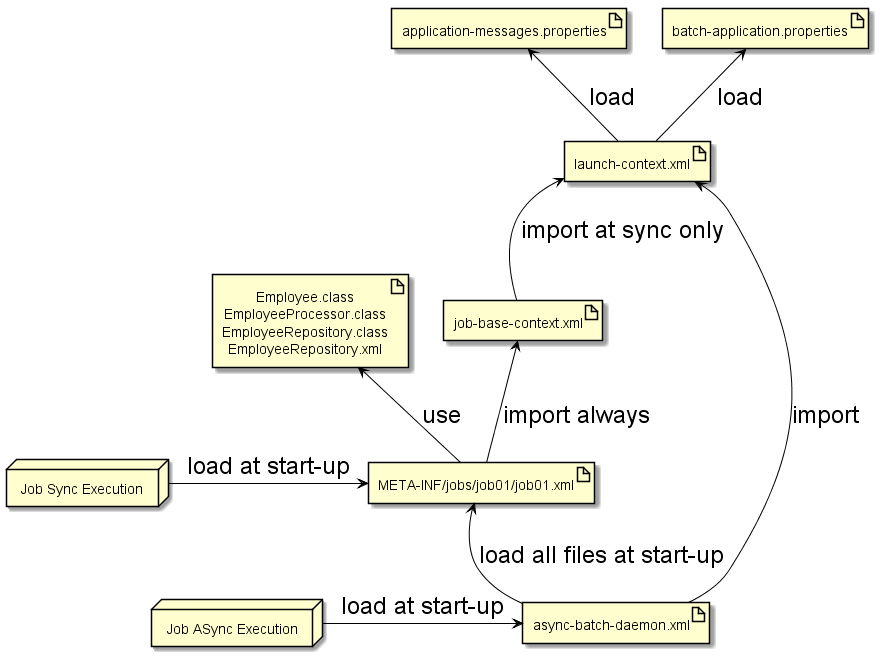 application-messages.properties
batch-application.properties
load
load
launch-context.xml
import at sync only
Employee.class
EmployeeProcessor.class
EmployeeRepository.class
EmployeeRepository.xml
job-base-context.xml
use
import always
import
load at start-up
Job Sync Execution
META-INF/jobs/job01/job01.xml
load all files at start-up
load at start-up
Job ASync Execution
async-batch-daemon.xml